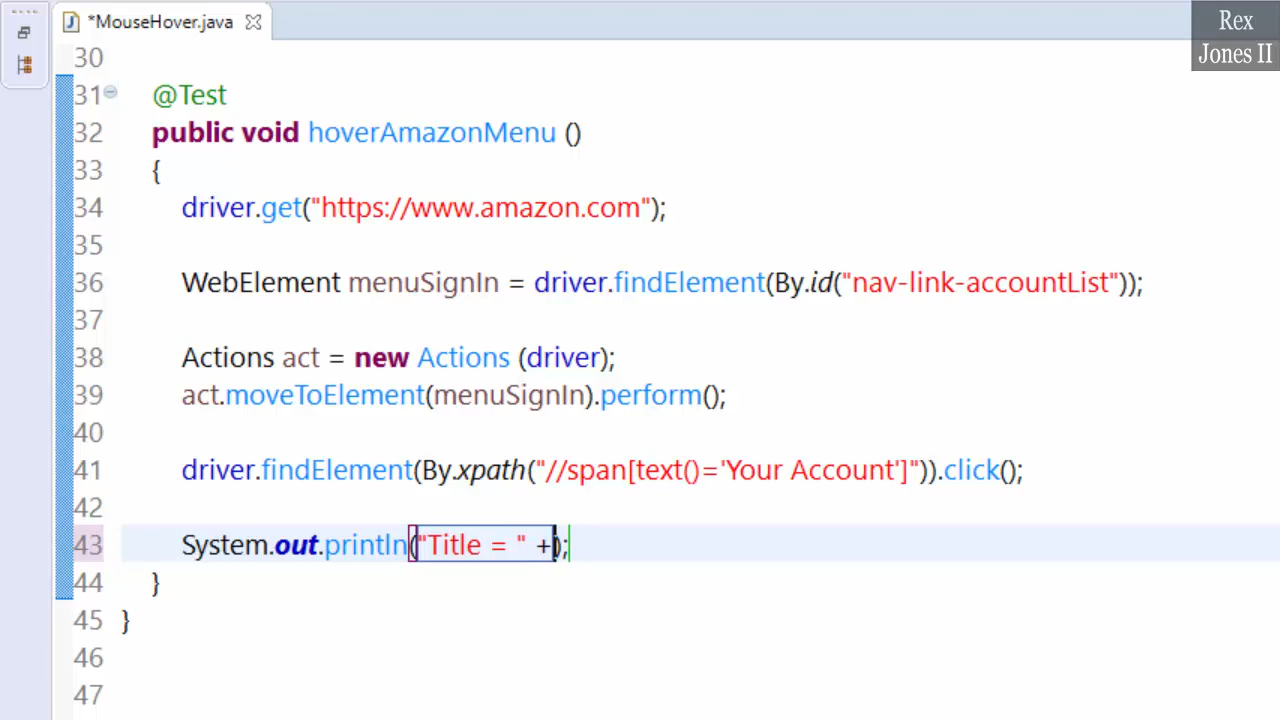 *MouseHover.java
Rex
Jones II
30
31 @Test
32 public void hoverAmazonMenu ()
33 {
34 driver.get("https://www.amazon.com");
35
36 WebElement menuSignIn = driver.findElement(By.id("nav-link-accountList"));
37
38 Actions act = new Actions (driver);
39 act.moveToElement(menuSignIn).perform();
40
41 driver.findElement(By.xpath("//span[text()='Your Account']")).click();
42
43 System.out.println("Title = " +);
44 }
45 }
46
47